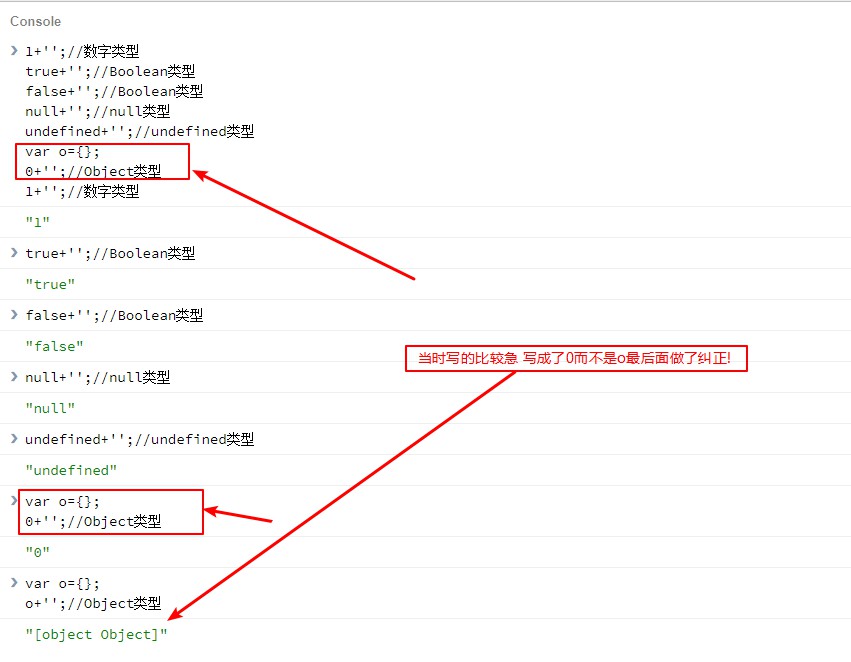 Console
1+'';//数字类型
true+'';//Boolean类型
false+'';//Boolean类型
null+'';//null类型
undefined+'';//undefined类型
var o={};
0+'';//Object类型
1+'';//数字类型
"1"
true+'';//Boolean类型
"true"
false+'';//Boolean类型
"false"
当时写的比较急 写成了0而不是o最后面做了纠正!
null+'';//null类型
"null"
undefined+'';//undefined类型
"undefined"
var o={};
0+'';//Object类型
"0"
var o={};
o+'';//Object类型
"[object Object]"